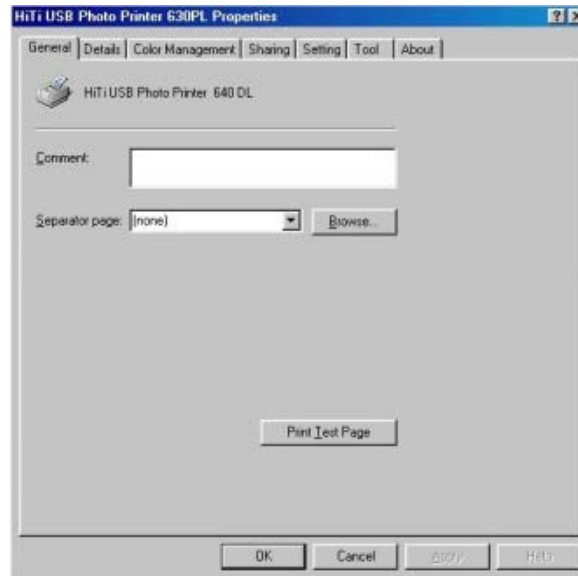 HiTi USB Photo Printer 630PL Properties
General Details Color Management Sharing Setting Tool About
HiTi USB Photo Printer 640 DL
Comment:
Separator page: (none) Browse...
Print Test Page
OK Cancel Apply Help